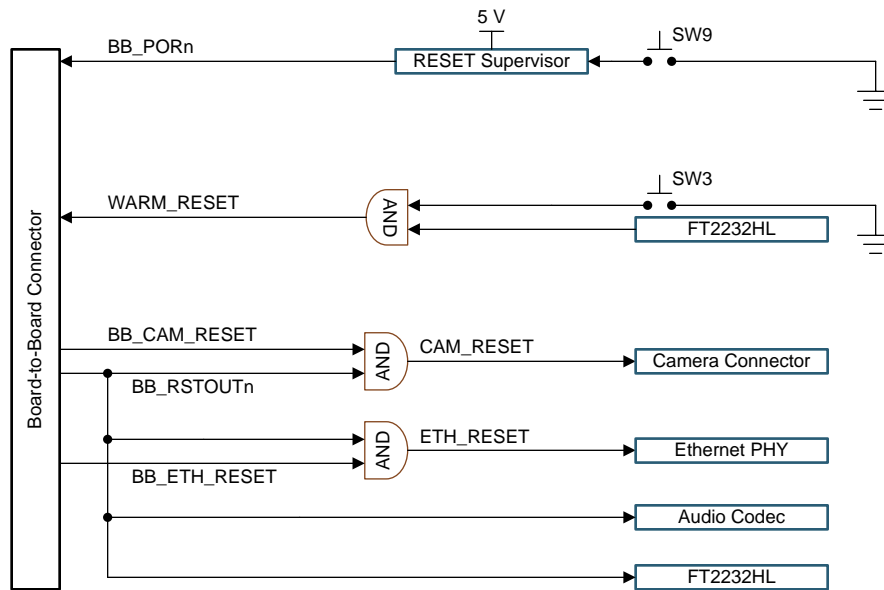 5 V
BB_PORn
SW9
RESET Supervisor
WARM_RESET
SW3
AND
FT2232HL
Board-to-Board Connector
BB_CAM_RESET
AND
CAM_RESET
Camera Connector
BB_RSTOUTn
AND
ETH_RESET
Ethernet PHY
BB_ETH_RESET
Audio Codec
FT2232HL